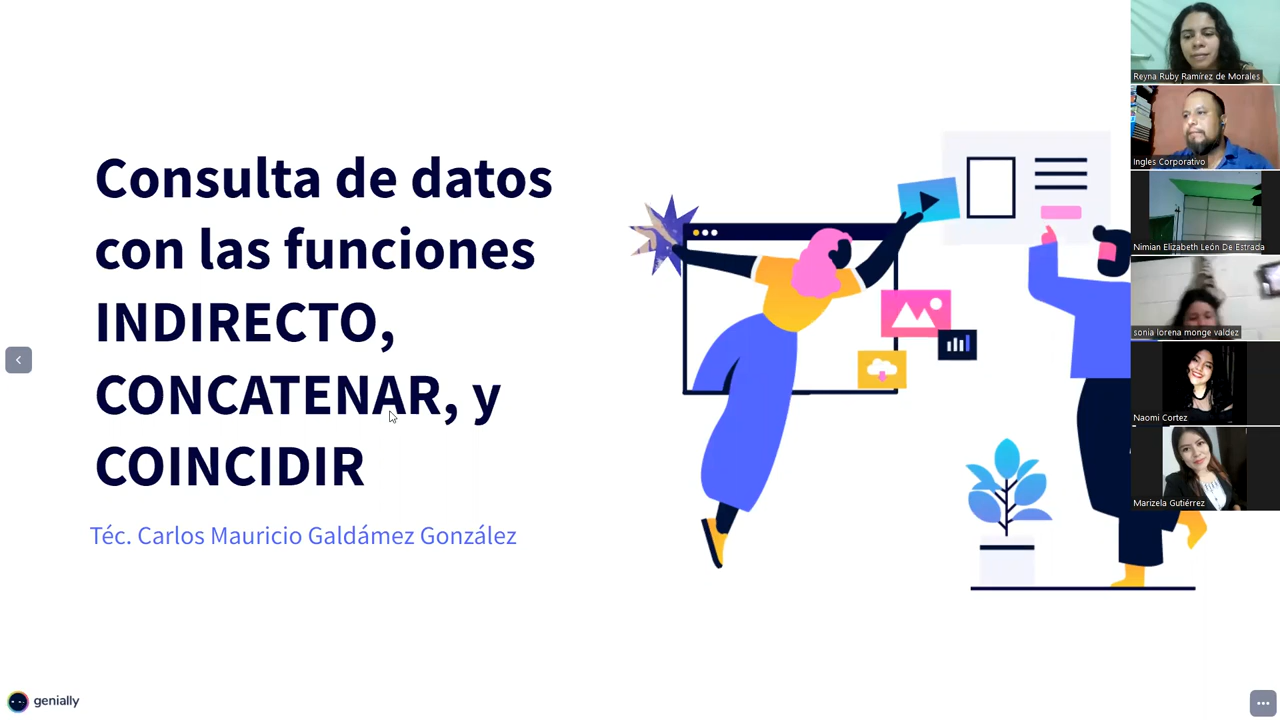 Consulta de datos
con las funciones
INDIRECTO,
CONCATENAR, y
COINCIDIR
Téc. Carlos Mauricio Galdámez González
genially
Reyna Ruby Ramírez de Morales
Ingles Corporativo
Nimian Elizabeth León De Estrada
sonia lorena monge valdez
Naomi Cortez
Marizela Gutiérrez